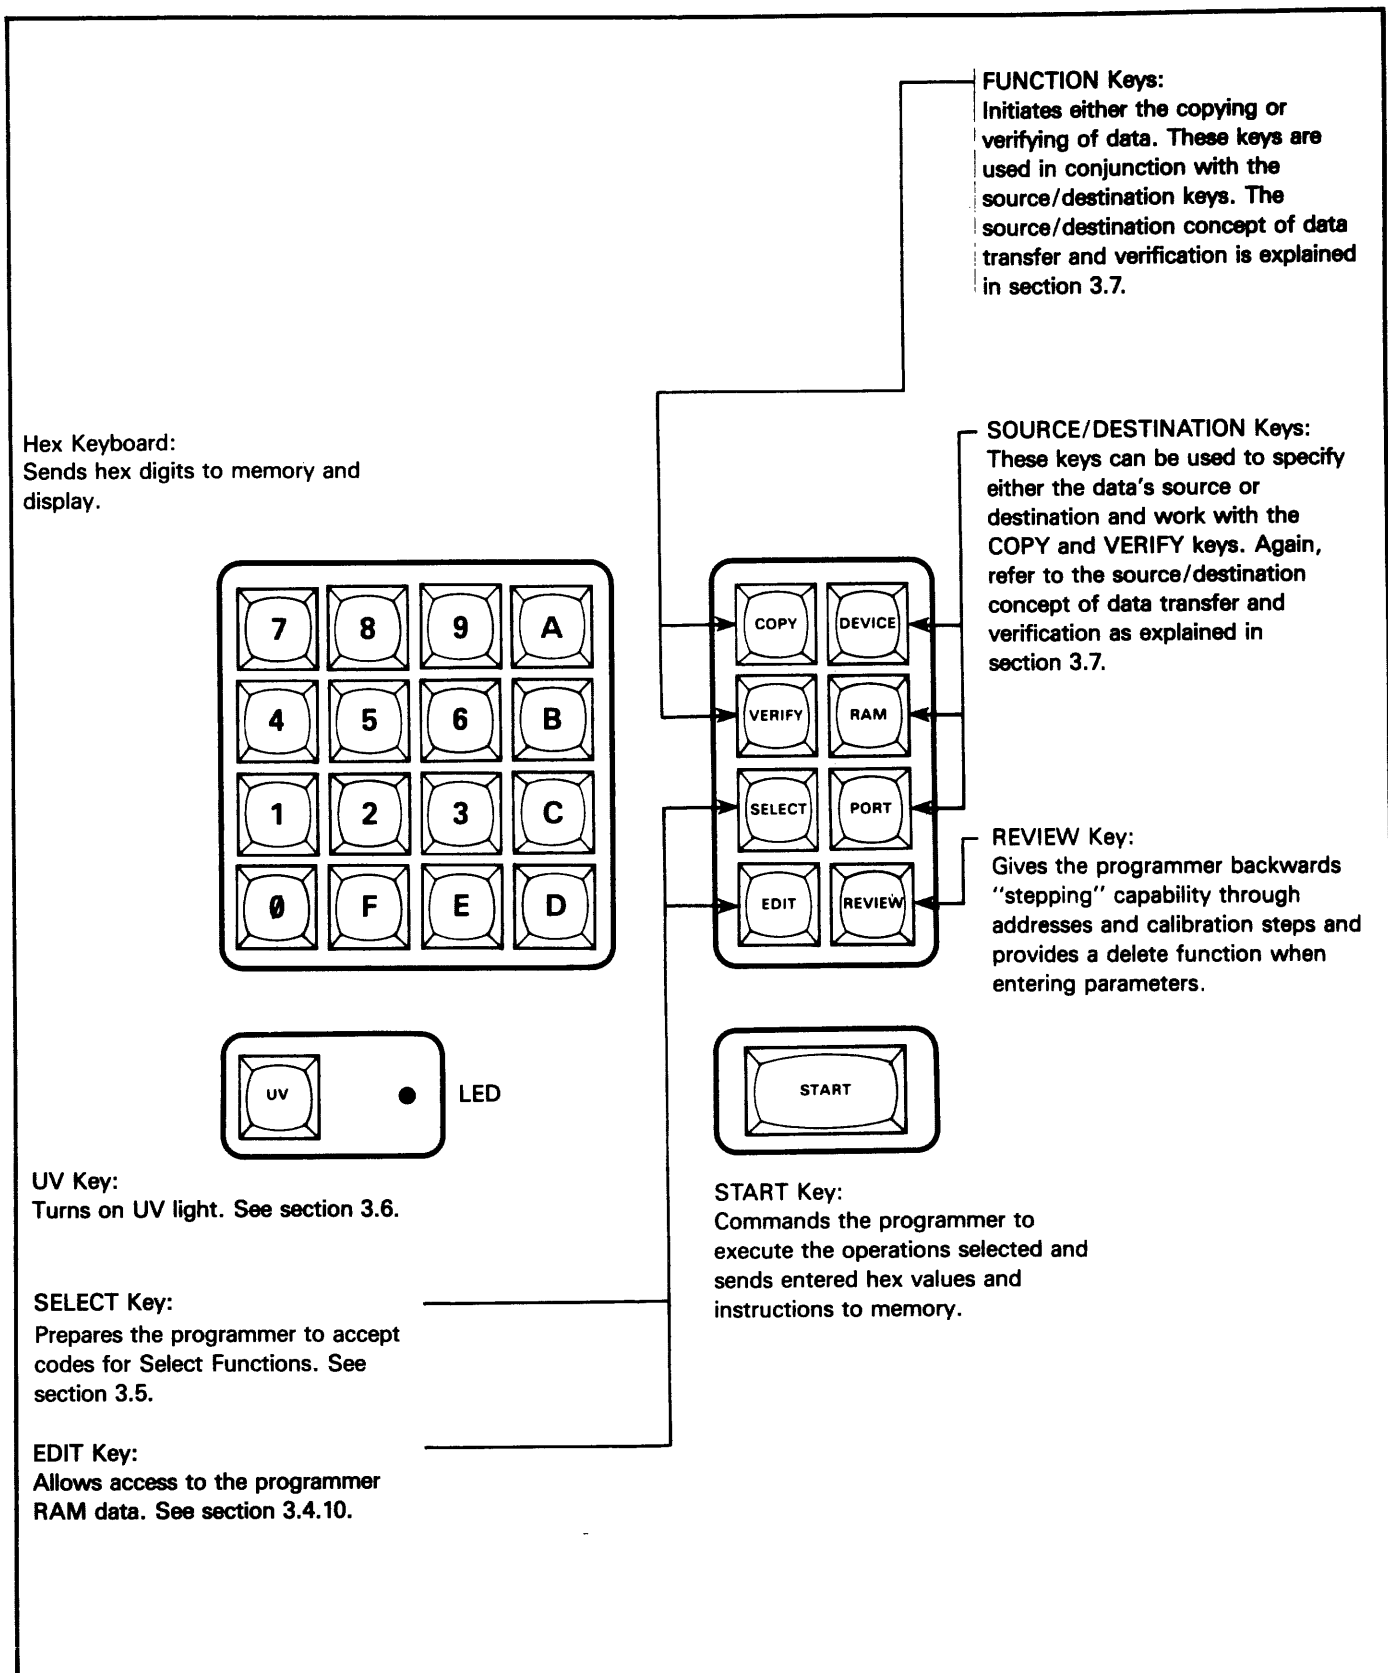 FUNCTION Keys:
Initiates either the copying or
verifying of data. These keys are
used in conjunction with the
source/destination keys. The
source/destination concept of data
transfer and verification is explained
in section 3.7.
Hex Keyboard:
Sends hex digits to memory and
display.
SOURCE/DESTINATION Keys:
These keys can be used to specify
either the data's source or
destination and work with the
COPY and VERIFY keys. Again,
refer to the source/destination
concept of data transfer and
verification as explained in
section 3.7.
7 8 9 A
4 5 6 B
1 2 3 C
0 F E D
COPY DEVICE
VERIFY RAM
SELECT PORT
EDIT REVIEW
REVIEW Key:
Gives the programmer backwards
"stepping" capability through
addresses and calibration steps and
provides a delete function when
entering parameters.
UV
LED
START
UV Key:
Turns on UV light. See section 3.6.
START Key:
Commands the programmer to
execute the operations selected and
sends entered hex values and
instructions to memory.
SELECT Key:
Prepares the programmer to accept
codes for Select Functions. See
section 3.5.
EDIT Key:
Allows access to the programmer
RAM data. See section 3.4.10.